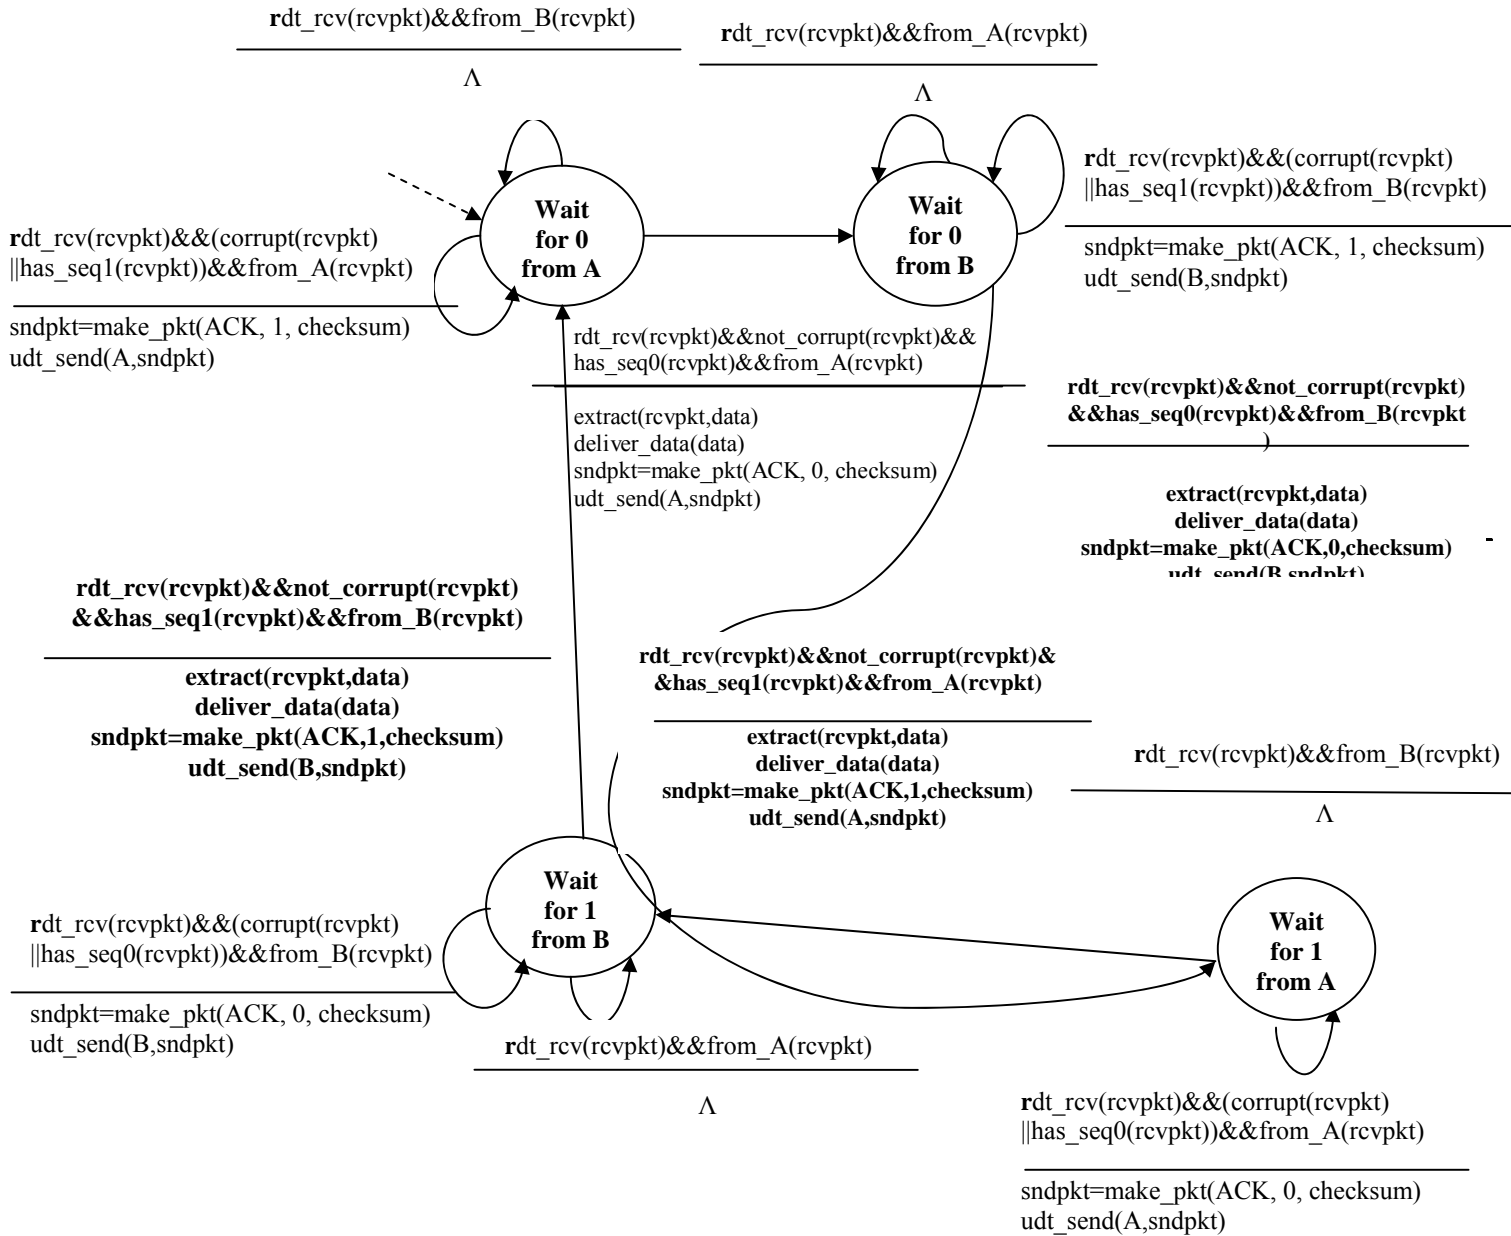 rdt_rcv(rcvpkt)&&from_B(rcvpkt)
Λ
rdt_rcv(rcvpkt)&&from_A(rcvpkt)
Λ
rdt_rcv(rcvpkt)&&(corrupt(rcvpkt)
||has_seq1(rcvpkt))&&from_B(rcvpkt)
sndpkt=make_pkt(ACK, 1, checksum)
udt_send(B,sndpkt)
Wait
for 0
from A
Wait
for 0
from B
rdt_rcv(rcvpkt)&&(corrupt(rcvpkt)
||has_seq1(rcvpkt))&&from_A(rcvpkt)
sndpkt=make_pkt(ACK, 1, checksum)
udt_send(A,sndpkt)
rdt_rcv(rcvpkt)&&not_corrupt(rcvpkt)&&
has_seq0(rcvpkt)&&from_A(rcvpkt)
extract(rcvpkt,data)
deliver_data(data)
sndpkt=make_pkt(ACK, 0, checksum)
udt_send(A,sndpkt)
rdt_rcv(rcvpkt)&&not_corrupt(rcvpkt)
&&has_seq0(rcvpkt)&&from_B(rcvpkt
)
extract(rcvpkt,data)
deliver_data(data)
sndpkt=make_pkt(ACK,0,checksum)
udt_send(B,sndpkt)
-
rdt_rcv(rcvpkt)&&not_corrupt(rcvpkt)
&&has_seq1(rcvpkt)&&from_B(rcvpkt)
extract(rcvpkt,data)
deliver_data(data)
sndpkt=make_pkt(ACK,1,checksum)
udt_send(B,sndpkt)
rdt_rcv(rcvpkt)&&not_corrupt(rcvpkt)&
&has_seq1(rcvpkt)&&from_A(rcvpkt)
extract(rcvpkt,data)
deliver_data(data)
sndpkt=make_pkt(ACK,1,checksum)
udt_send(A,sndpkt)
rdt_rcv(rcvpkt)&&from_B(rcvpkt)
Λ
Wait
for 1
from B
Wait
for 1
from A
rdt_rcv(rcvpkt)&&(corrupt(rcvpkt)
||has_seq0(rcvpkt))&&from_B(rcvpkt)
sndpkt=make_pkt(ACK, 0, checksum)
udt_send(B,sndpkt)
rdt_rcv(rcvpkt)&&from_A(rcvpkt)
Λ
rdt_rcv(rcvpkt)&&(corrupt(rcvpkt)
||has_seq0(rcvpkt))&&from_A(rcvpkt)
sndpkt=make_pkt(ACK, 0, checksum)
udt_send(A,sndpkt)